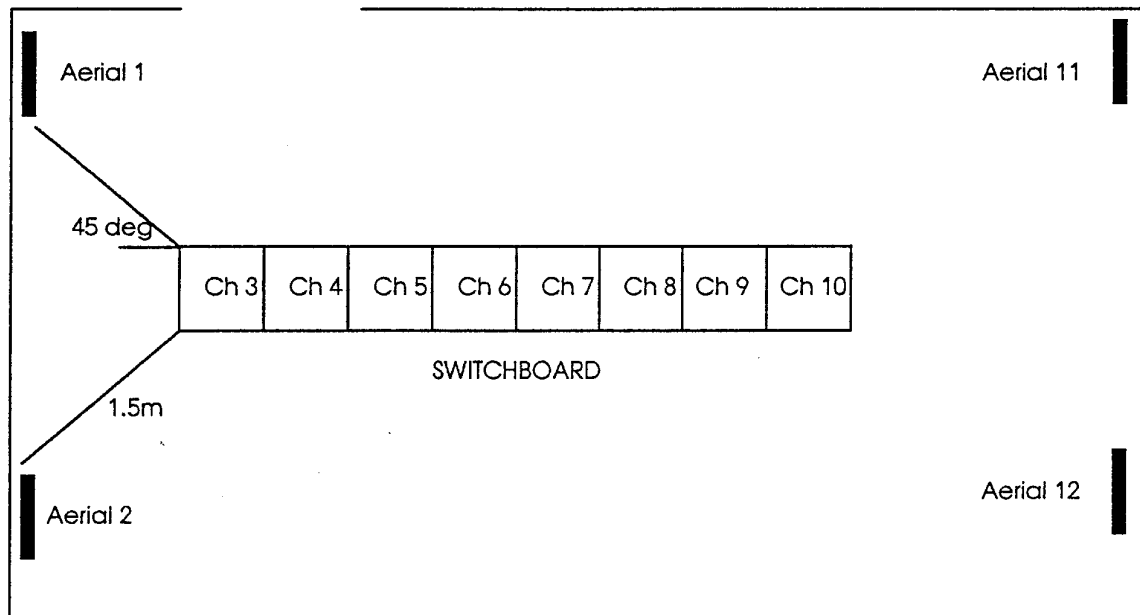 Aerial 1
Aerial 11
45 deg
Ch 3 Ch 4 Ch 5 Ch 6 Ch 7 Ch 8 Ch 9 Ch 10
SWITCHBOARD
1.5m
Aerial 12
Aerial 2